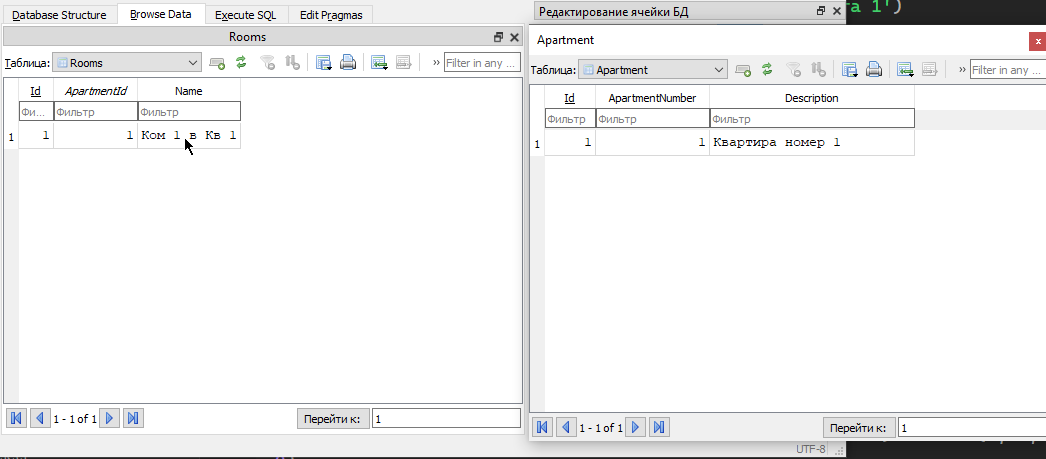 Database Structure
Browse Data
Execute SQL
Edit Pragmas
Rooms
Таблица:
Rooms
Filter in any ...
Id
ApartmentId
Name
Фи...
Фильтр
Фильтр
1
1
1
Ком 1 в Кв 1
1 - 1 of 1
Перейти к:
1
Редактирование ячейки БД
а 1')
Apartment
Таблица:
Apartment
Filter in any ...
Id
ApartmentNumber
Description
Фильтр
Фильтр
Фильтр
1
1
1
Квартира номер 1
1 - 1 of 1
Перейти к:
1
UTF-8